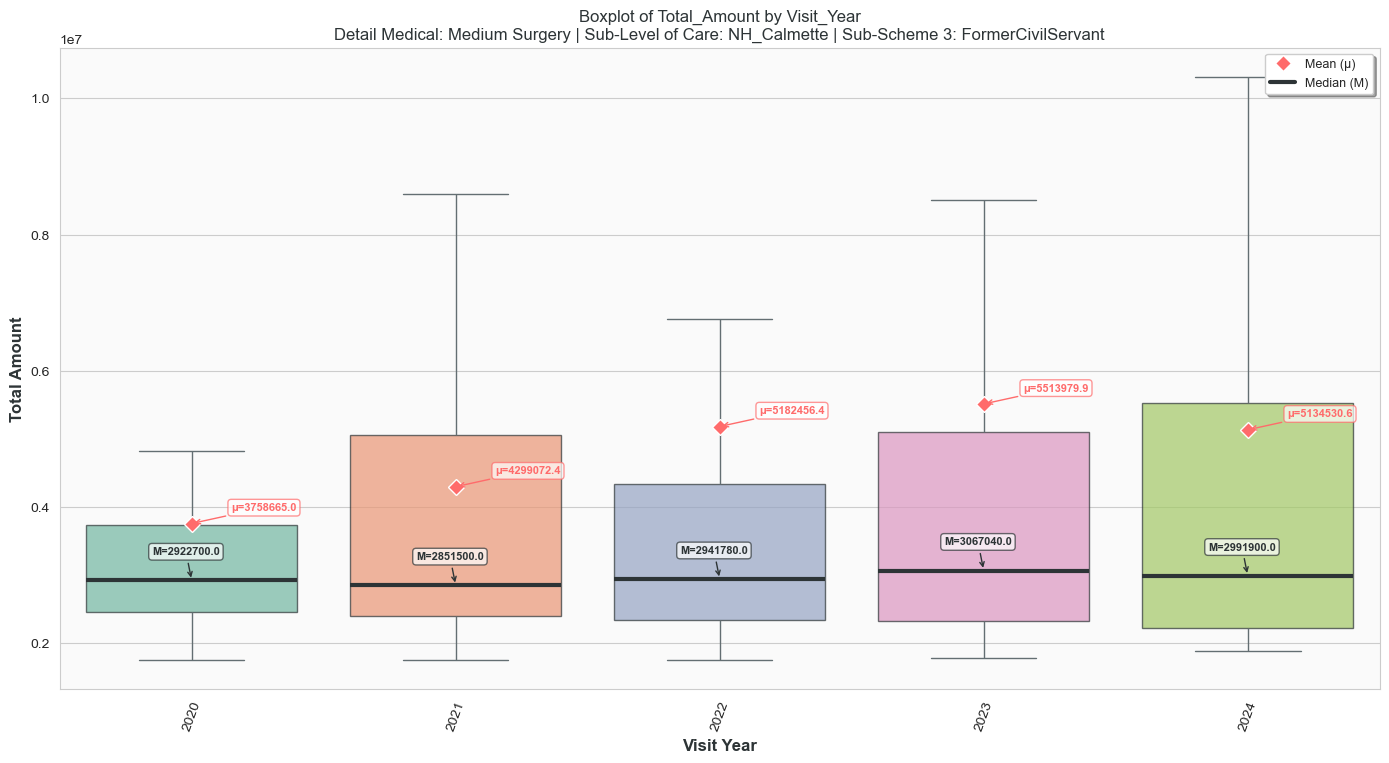 Boxplot of Total_Amount by Visit_Year
Detail Medical: Medium Surgery | Sub-Level of Care: NH_Calmette | Sub-Scheme 3: FormerCivilServant
1e7
Mean (μ)
Median (M)
1.0
0.8
0.6
0.4
0.2
Total Amount
μ=3758665.0
M=2922700.0
μ=4299072.4
M=2851500.0
μ=5182456.4
M=2941780.0
μ=5513979.9
M=3067040.0
μ=5134530.6
M=2991900.0
2020
2021
2022
2023
2024
Visit Year